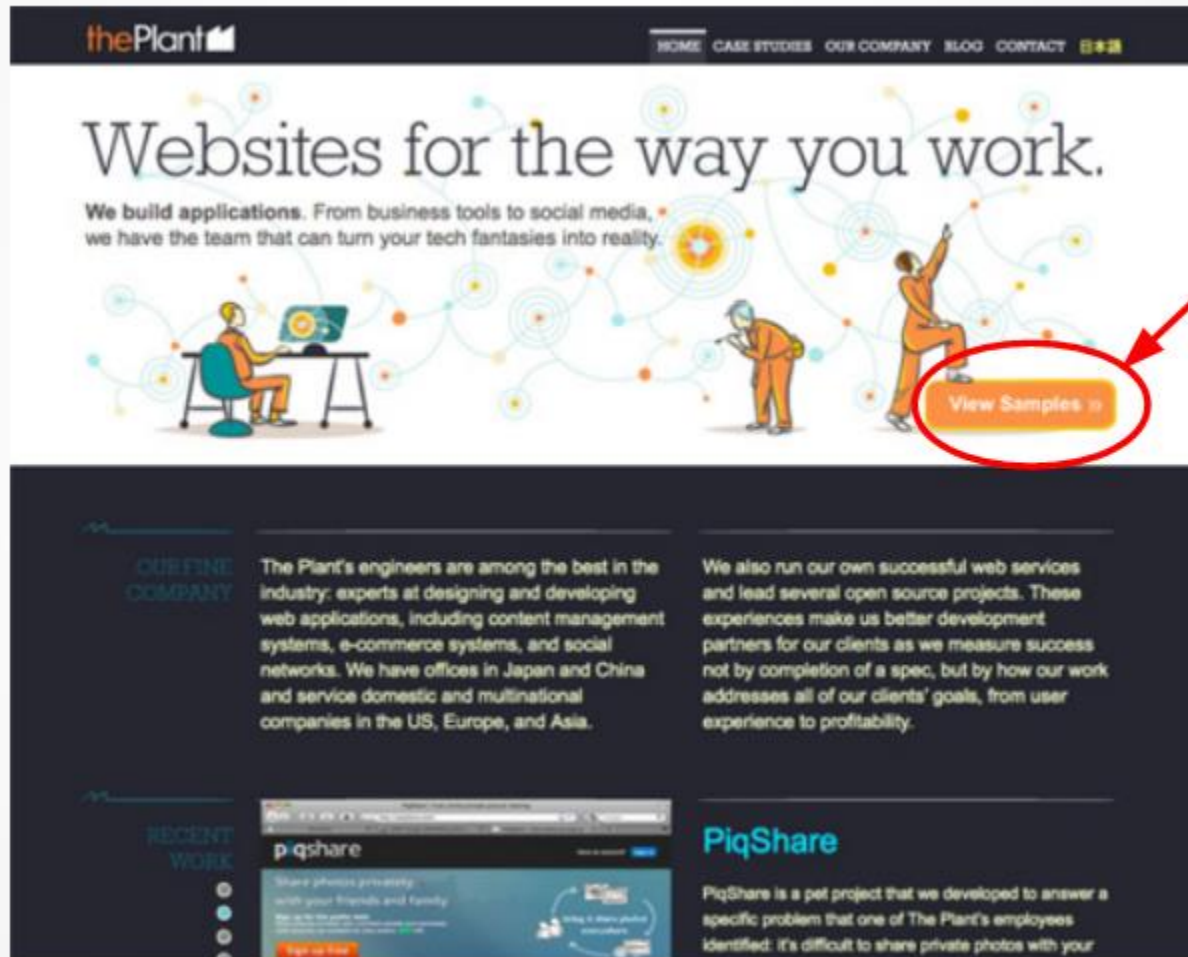 thePlant
HOME CASE STUDIES OUR COMPANY BLOG CONTACT 日本語
Websites for the way you work.
We build applications. From business tools to social media,
we have the team that can turn your tech fantasies into reality.
View Samples »
OUR FINE
COMPANY
The Plant's engineers are among the best in the
industry: experts at designing and developing
web applications, including content management
systems, e-commerce systems, and social
networks. We have offices in Japan and China
and service domestic and multinational
companies in the US, Europe, and Asia.
We also run our own successful web services
and lead several open source projects. These
experiences make us better development
partners for our clients as we measure success
not by completion of a spec, but by how our work
addresses all of our clients' goals, from user
experience to profitability.
RECENT
WORK
piqshare
Share photos privately
with your friends and family
Sign up free
PiqShare
PiqShare is a pet project that we developed to answer a
specific problem that one of The Plant's employees
identified: it's difficult to share private photos with your